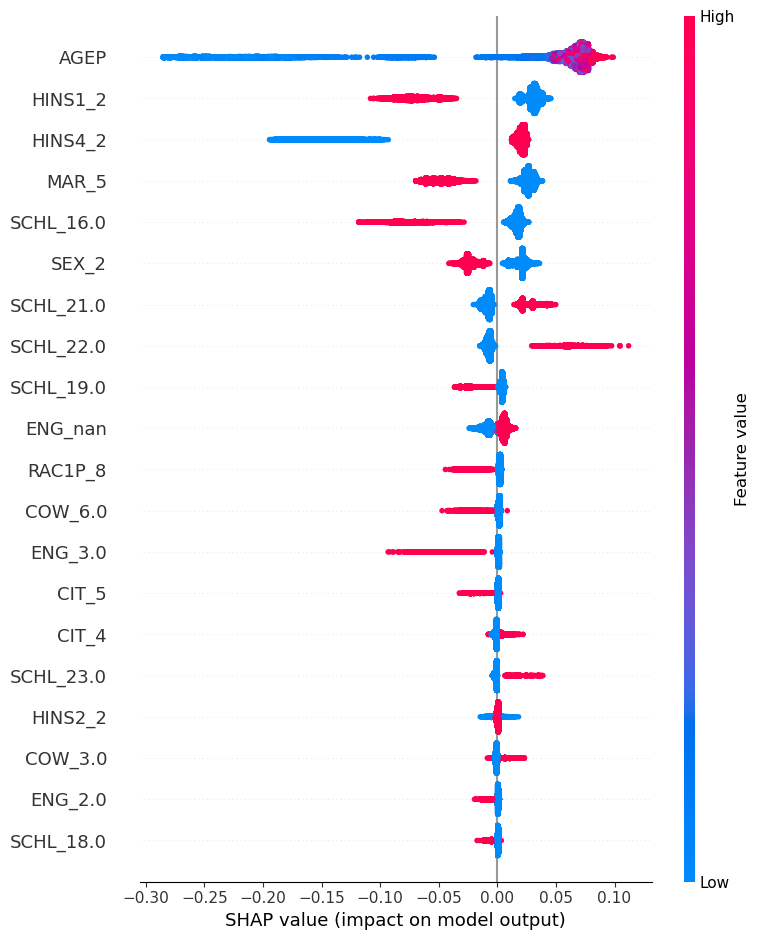 High
AGEP
HINS1_2
HINS4_2
MAR_5
SCHL_16.0
SEX_2
SCHL_21.0
SCHL_22.0
SCHL_19.0
ENG_nan
RAC1P_8
COW_6.0
ENG_3.0
CIT_5
CIT_4
SCHL_23.0
HINS2_2
COW_3.0
ENG_2.0
SCHL_18.0
Feature value
Low
−0.30 −0.25 −0.20 −0.15 −0.10 −0.05 0.00 0.05 0.10
SHAP value (impact on model output)